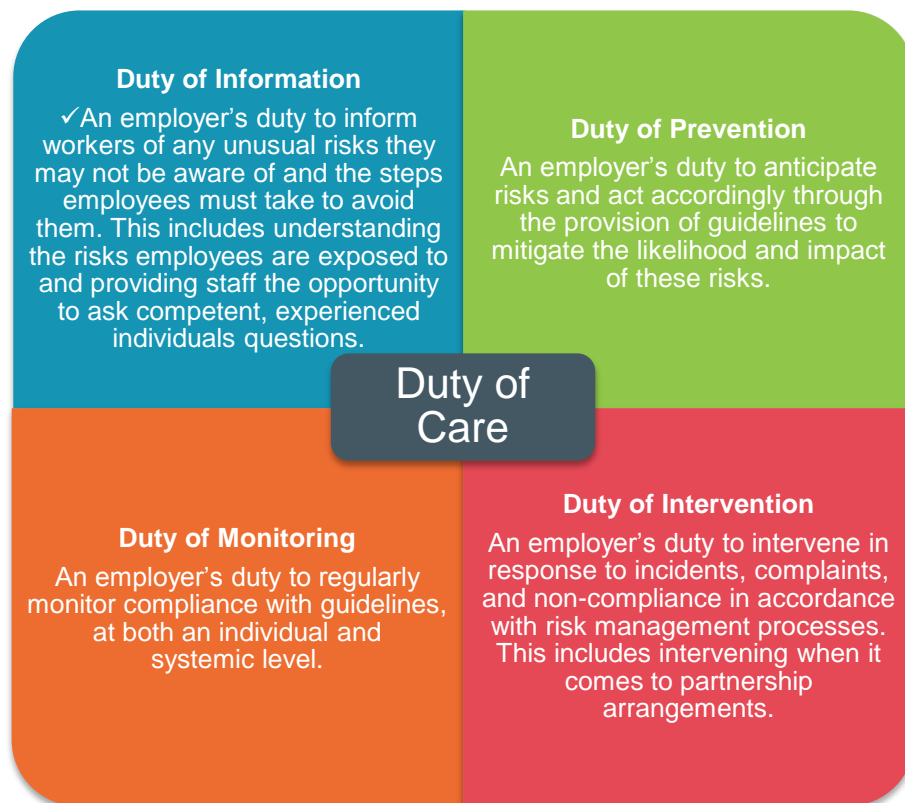 Duty of Information
✓An employer’s duty to inform
workers of any unusual risks they
may not be aware of and the steps
employees must take to avoid
them. This includes understanding
the risks employees are exposed to
and providing staff the opportunity
to ask competent, experienced
individuals questions.
Duty of Prevention
An employer’s duty to anticipate
risks and act accordingly through
the provision of guidelines to
mitigate the likelihood and impact
of these risks.
Duty of
Care
Duty of Monitoring
An employer’s duty to regularly
monitor compliance with guidelines,
at both an individual and
systemic level.
Duty of Intervention
An employer’s duty to intervene in
response to incidents, complaints,
and non-compliance in accordance
with risk management processes.
This includes intervening when it
comes to partnership
arrangements.